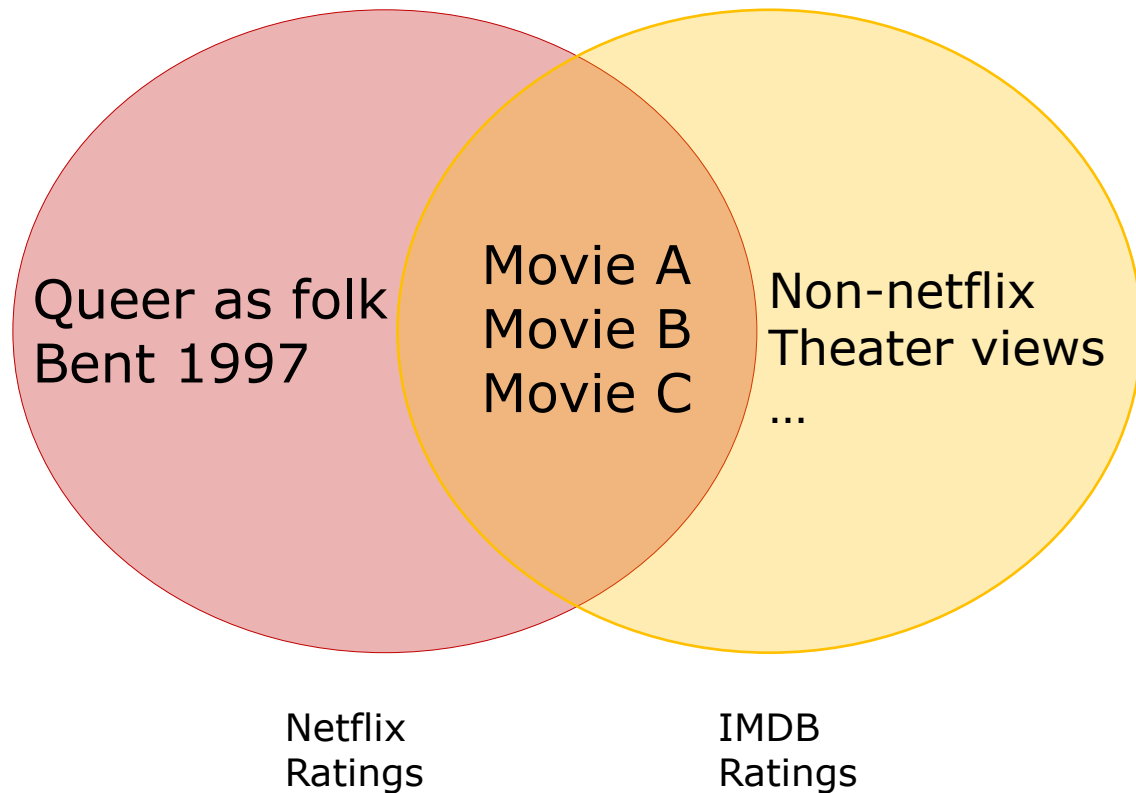 Queer as folk
Bent 1997
Movie A
Movie B
Movie C
Non-netflix
Theater views
…
Netflix
Ratings
IMDB
Ratings